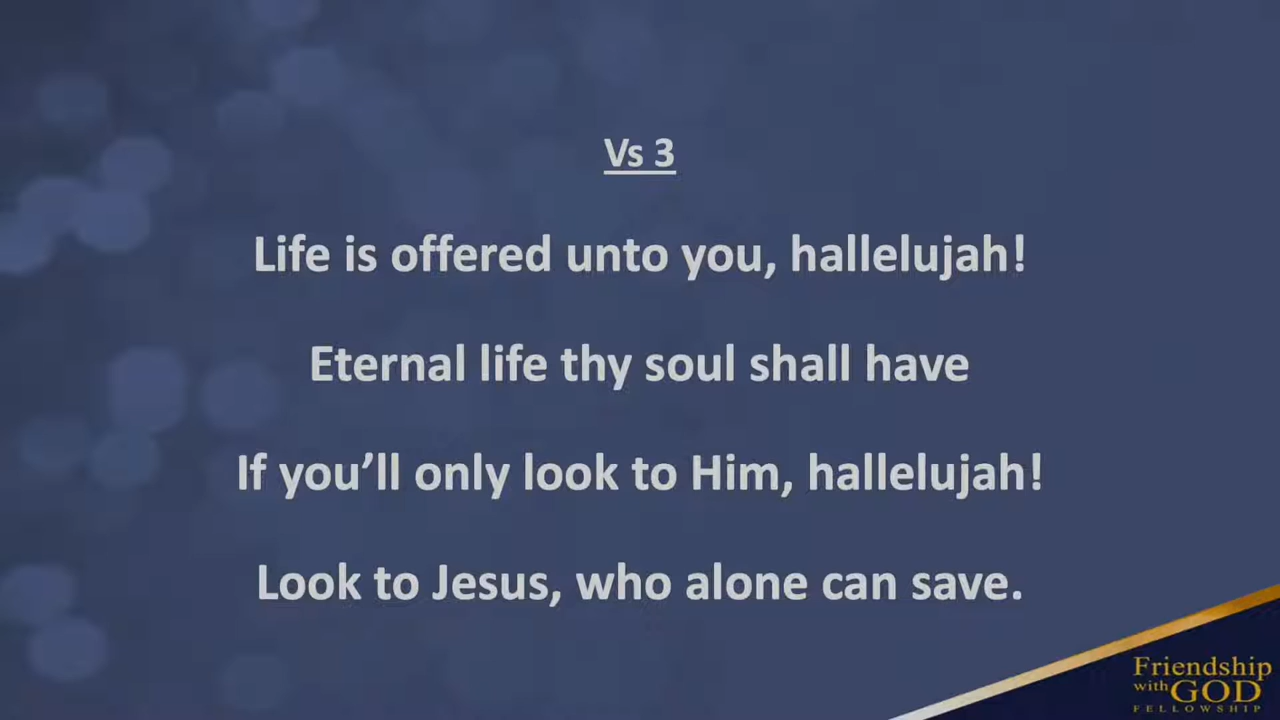 Vs 3
Life is offered unto you, hallelujah!
Eternal life thy soul shall have
If you’ll only look to Him, hallelujah!
Look to Jesus, who alone can save.
Friendship
with GOD
FELLOWSHIP